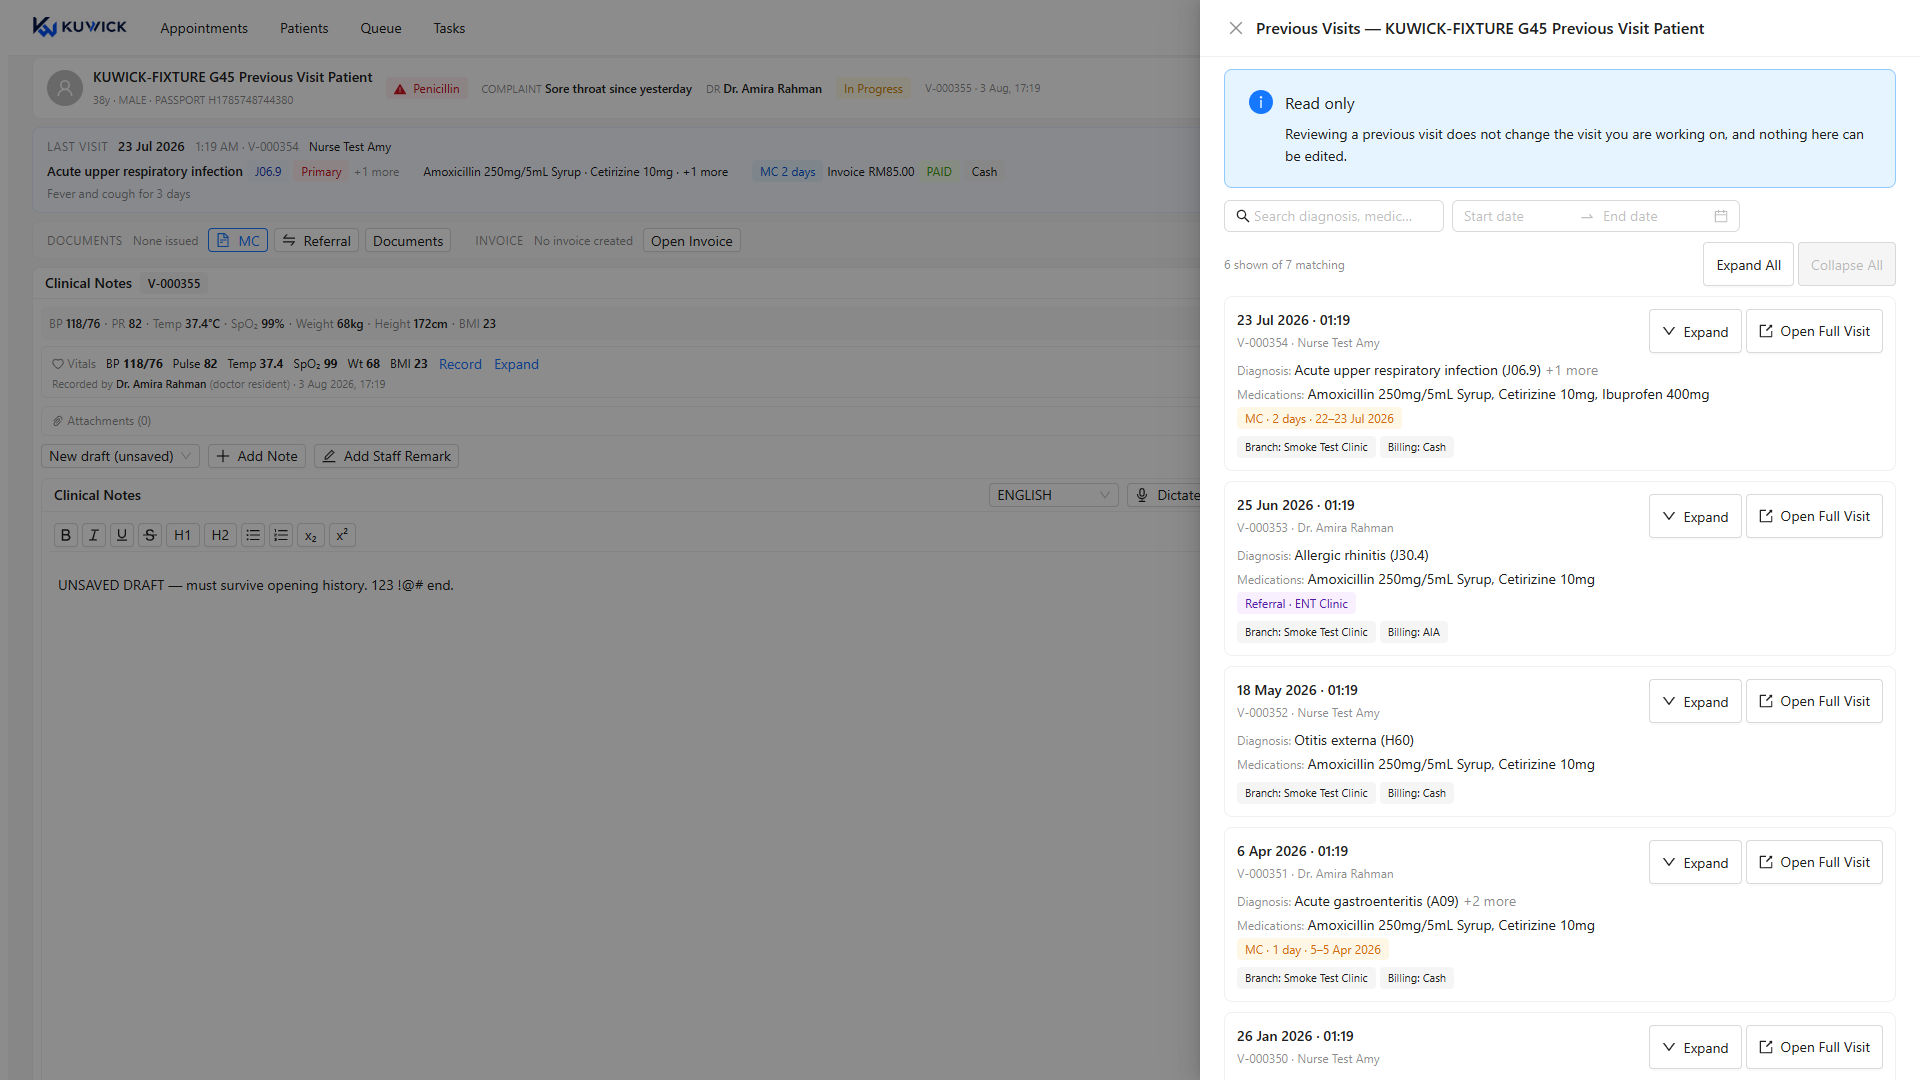 KUWICK
Appointments
Patients
Queue
Tasks
KUWICK-FIXTURE G45 Previous Visit Patient
38y · MALE · PASSPORT H1785748744380
Penicillin
COMPLAINT Sore throat since yesterday
DR Dr. Amira Rahman
In Progress
V-000355 · 3 Aug, 17:19
LAST VISIT 23 Jul 2026 1:19 AM · V-000354 Nurse Test Amy
Acute upper respiratory infection J06.9 Primary +1 more Amoxicillin 250mg/5mL Syrup · Cetirizine 10mg · +1 more MC 2 days Invoice RM85.00 PAID Cash
Fever and cough for 3 days
DOCUMENTS None issued MC Referral Documents INVOICE No invoice created Open Invoice
Clinical Notes V-000355
BP 118/76 · PR 82 · Temp 37.4°C · SpO₂ 99% · Weight 68kg · Height 172cm · BMI 23
Vitals BP 118/76 Pulse 82 Temp 37.4 SpO₂ 99 Wt 68 BMI 23 Record Expand
Recorded by Dr. Amira Rahman (doctor resident) · 3 Aug 2026, 17:19
Attachments (0)
New draft (unsaved) Add Note Add Staff Remark
Clinical Notes ENGLISH Dictate
B I U S H1 H2 x₂ x²
UNSAVED DRAFT — must survive opening history. 123 !@# end.
Previous Visits — KUWICK-FIXTURE G45 Previous Visit Patient
Read only
Reviewing a previous visit does not change the visit you are working on, and nothing here can
be edited.
Search diagnosis, medic...
Start date
End date
6 shown of 7 matching
Expand All
Collapse All
23 Jul 2026 · 01:19
V-000354 · Nurse Test Amy
Expand
Open Full Visit
Diagnosis: Acute upper respiratory infection (J06.9) +1 more
Medications: Amoxicillin 250mg/5mL Syrup, Cetirizine 10mg, Ibuprofen 400mg
MC · 2 days · 22–23 Jul 2026
Branch: Smoke Test Clinic
Billing: Cash
25 Jun 2026 · 01:19
V-000353 · Dr. Amira Rahman
Expand
Open Full Visit
Diagnosis: Allergic rhinitis (J30.4)
Medications: Amoxicillin 250mg/5mL Syrup, Cetirizine 10mg
Referral · ENT Clinic
Branch: Smoke Test Clinic
Billing: AIA
18 May 2026 · 01:19
V-000352 · Nurse Test Amy
Expand
Open Full Visit
Diagnosis: Otitis externa (H60)
Medications: Amoxicillin 250mg/5mL Syrup, Cetirizine 10mg
Branch: Smoke Test Clinic
Billing: Cash
6 Apr 2026 · 01:19
V-000351 · Dr. Amira Rahman
Expand
Open Full Visit
Diagnosis: Acute gastroenteritis (A09) +2 more
Medications: Amoxicillin 250mg/5mL Syrup, Cetirizine 10mg
MC · 1 day · 5–5 Apr 2026
Branch: Smoke Test Clinic
Billing: Cash
26 Jan 2026 · 01:19
V-000350 · Nurse Test Amy
Expand
Open Full Visit